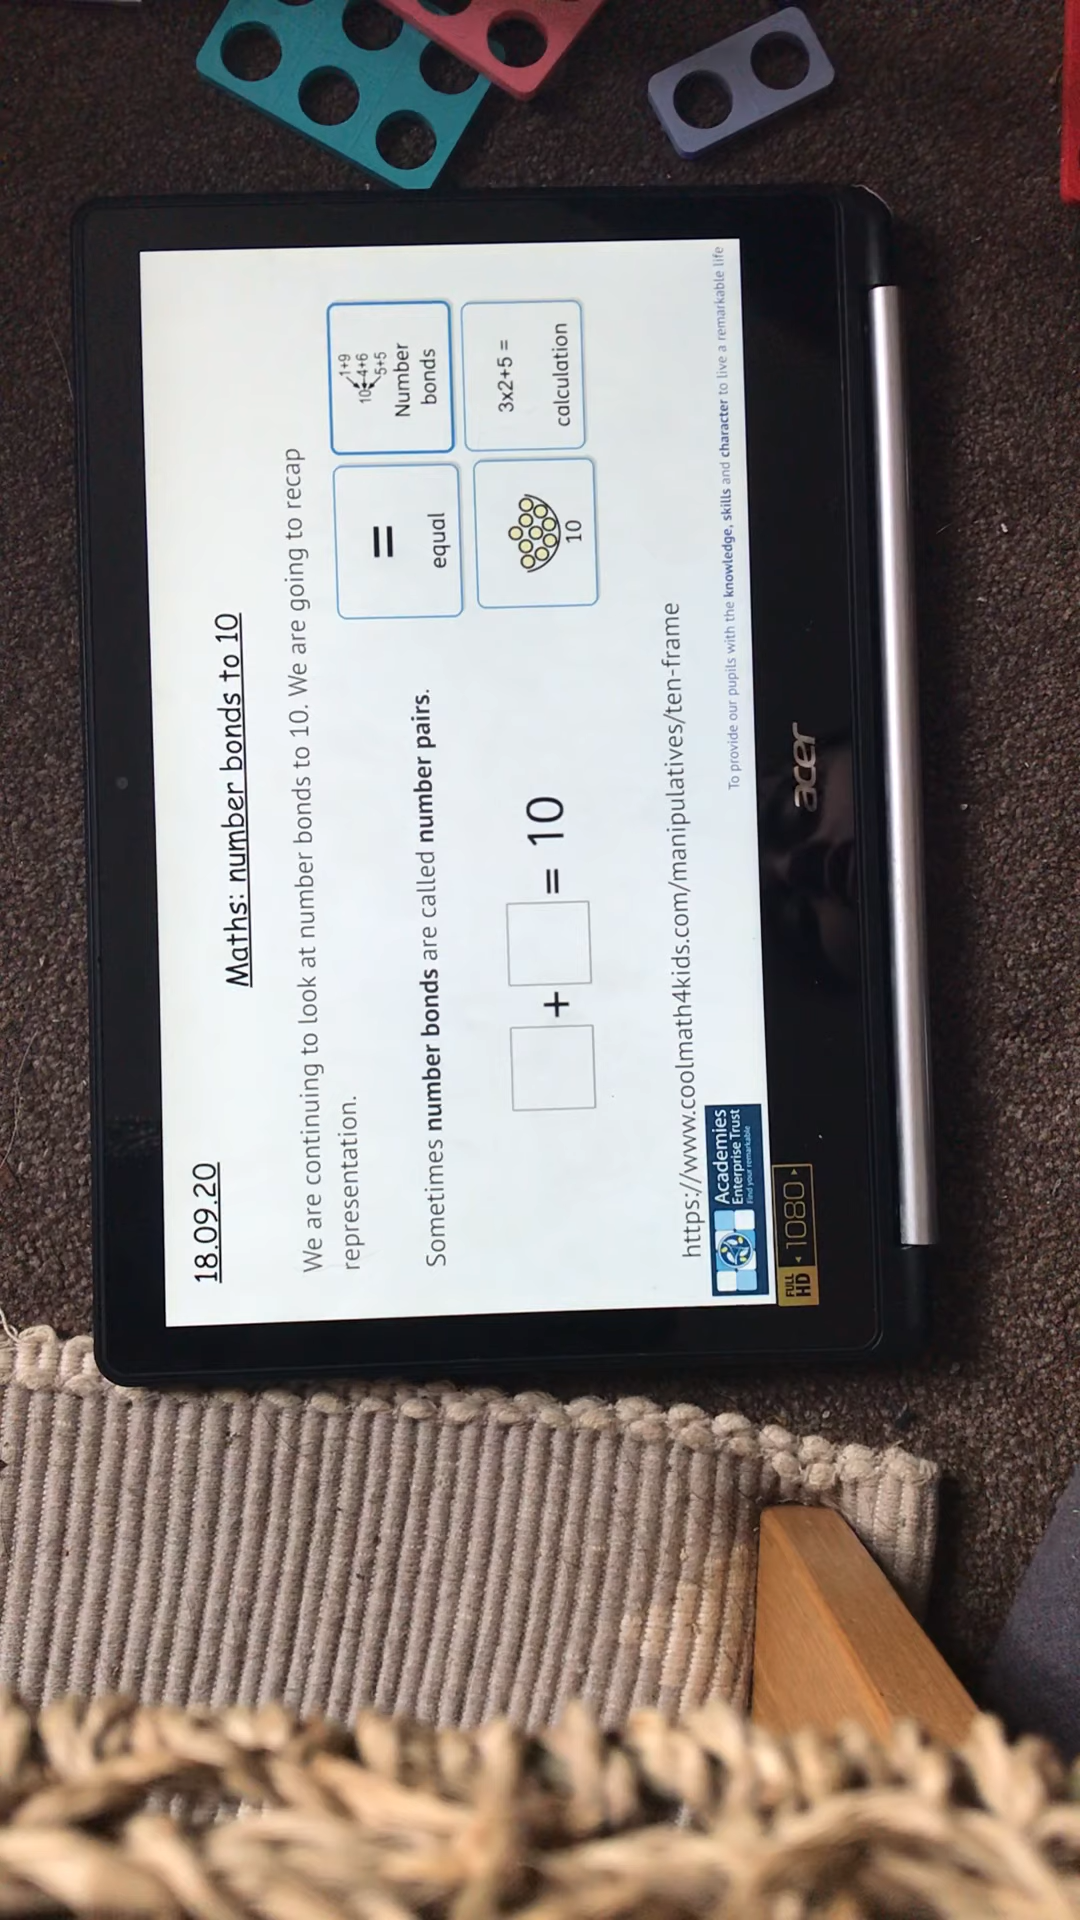 18.09.20
Maths: number bonds to 10
We are continuing to look at number bonds to 10. We are going to recap
representation.
=
equal
1+9
10 4+6
5+5
Number
bonds
Sometimes number bonds are called number pairs.
+ = 10
10
3x2+5 =
calculation
https://www.coolmath4kids.com/manipulatives/ten-frame
Academies
Enterprise Trust
Find your remarkable
To provide our pupils with the knowledge, skills and character to live a remarkable life
FULL
HD 1080
acer